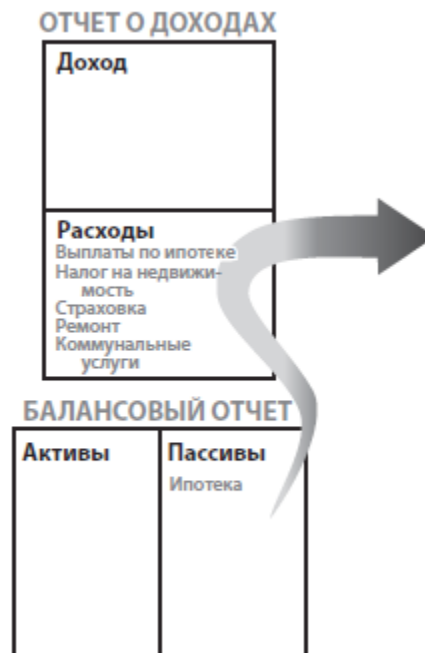 ОТЧЕТ О ДОХОДАХ
Доход
Расходы
Выплаты по ипотеке
Налог на недвижи-
мость
Страховка
Ремонт
Коммунальные
услуги
БАЛАНСОВЫЙ ОТЧЕТ
Активы
Пассивы
Ипотека